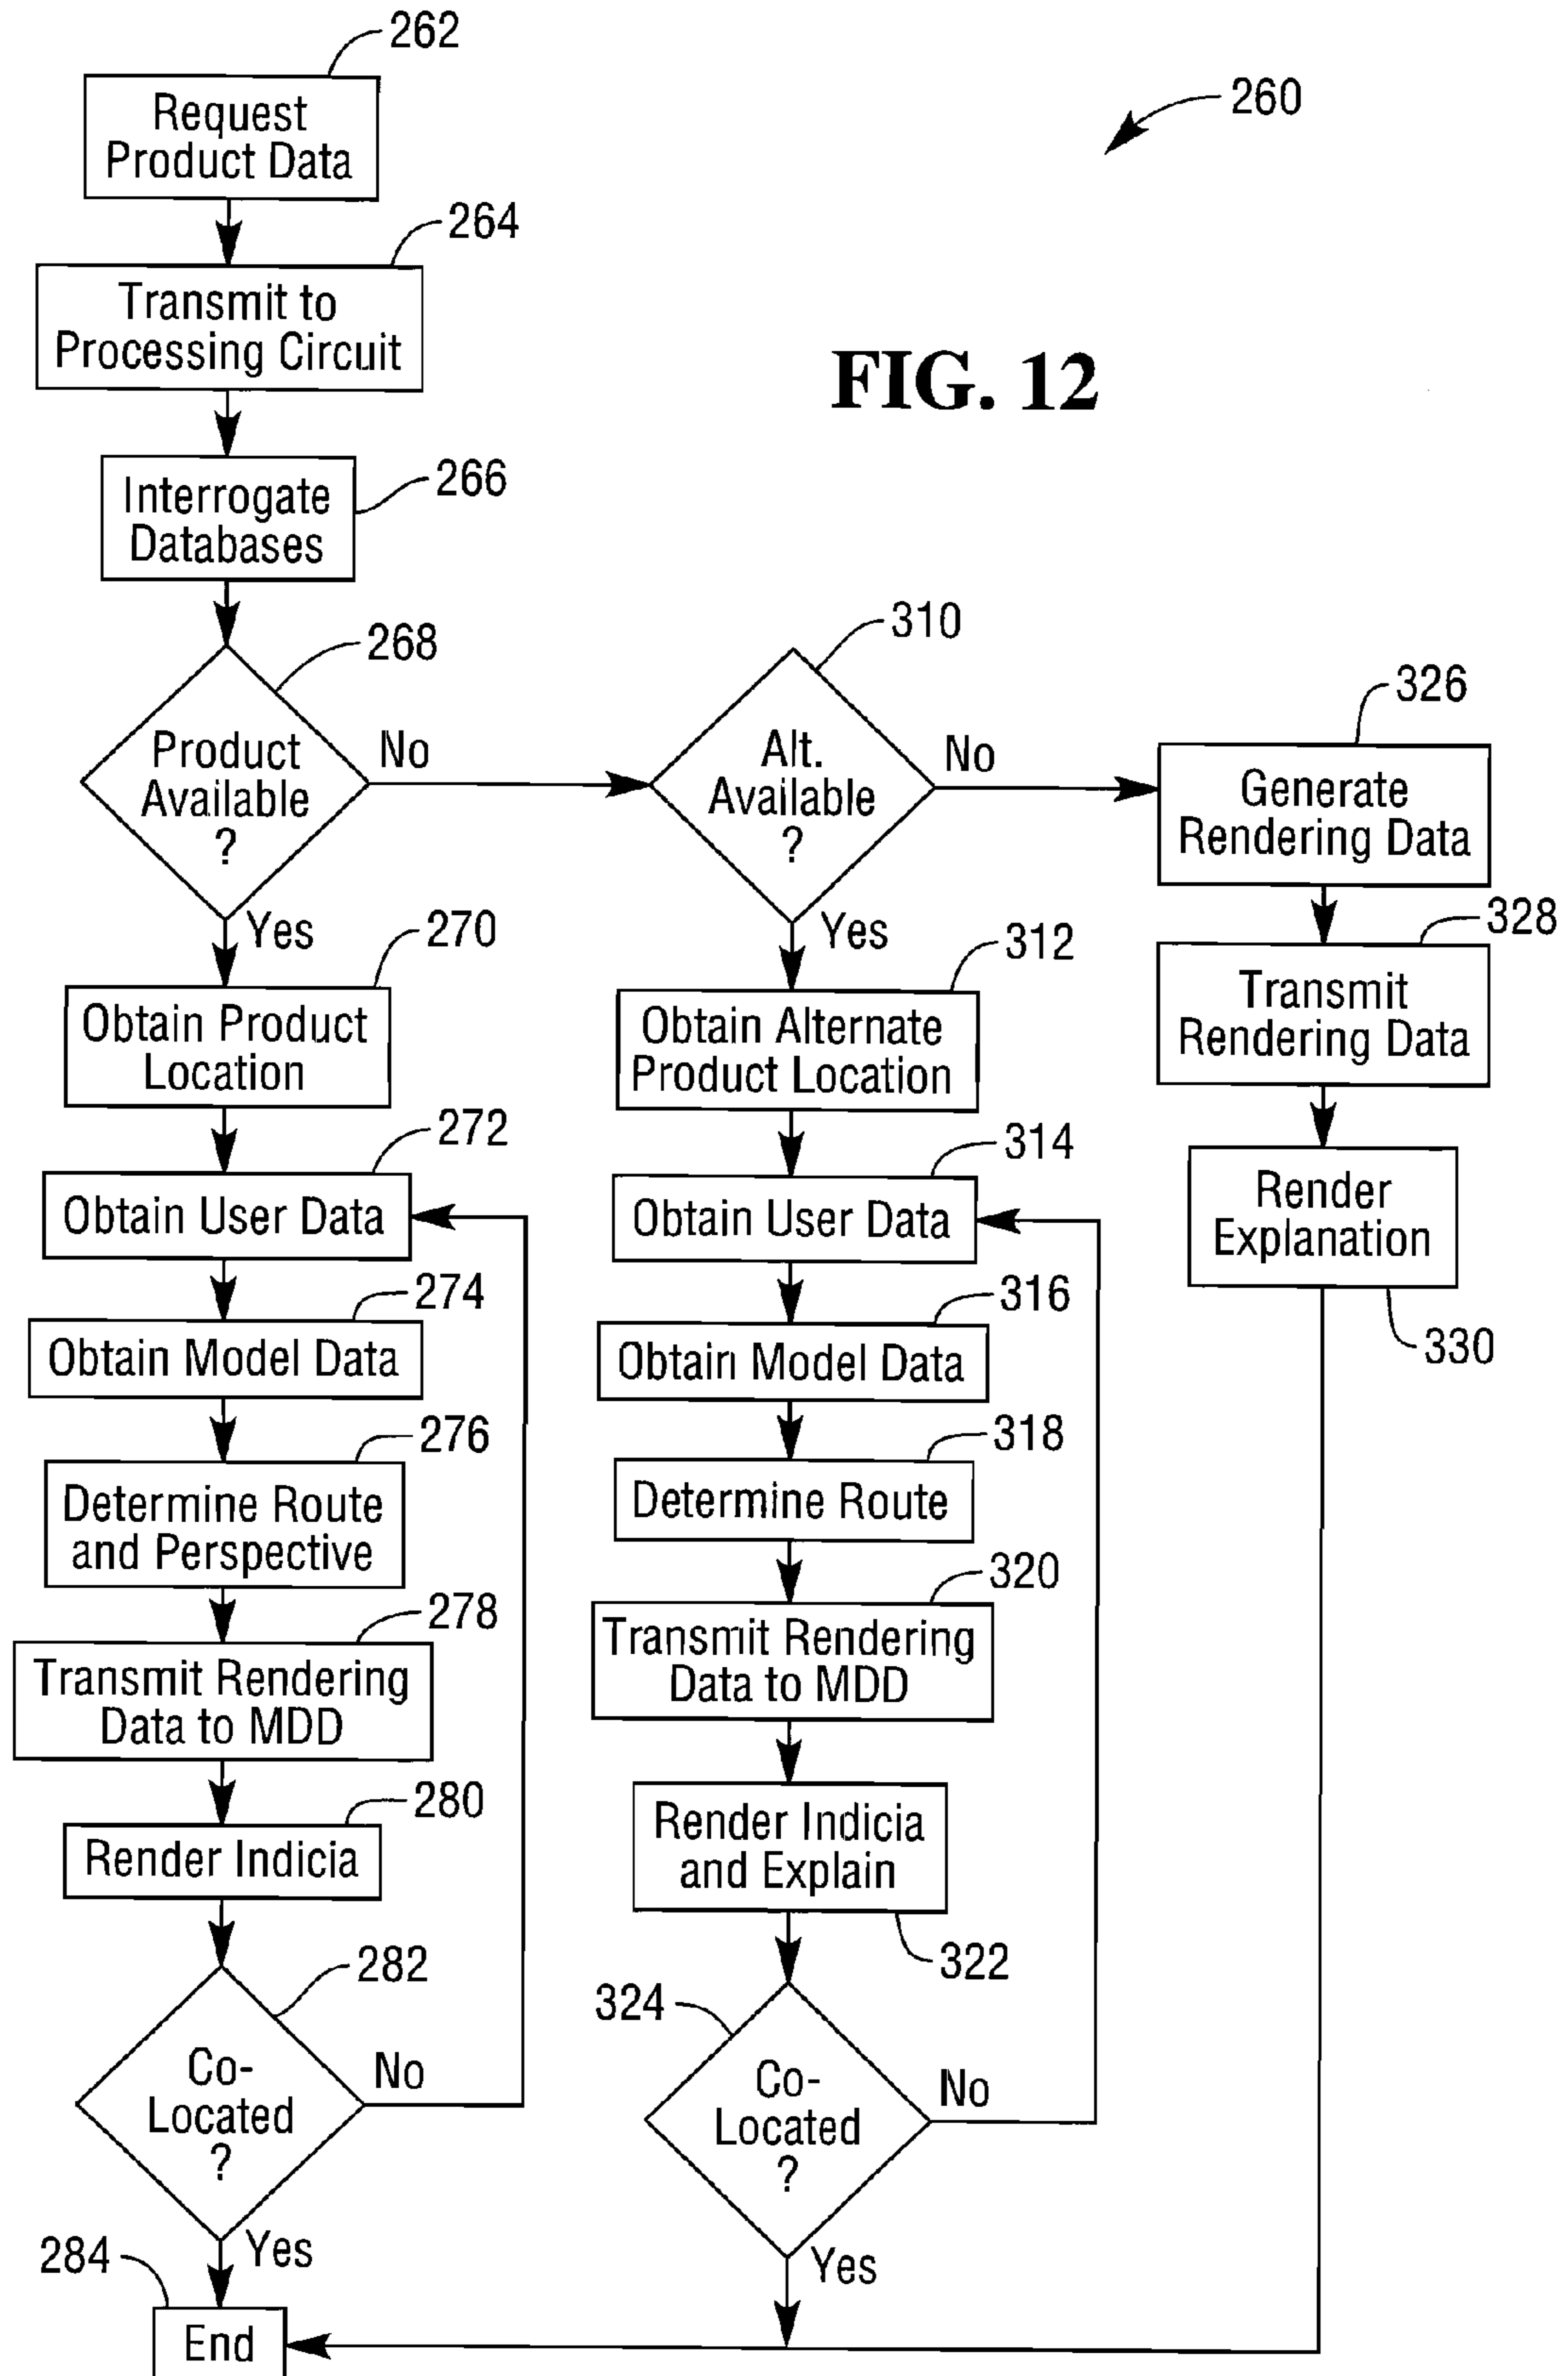 262
Request
Product Data
260
264
Transmit to
Processing Circuit
FIG. 12
266
Interrogate
Databases
268
Product
Available
?
No
Yes
310
Alt.
Available
?
No
Yes
326
Generate
Rendering Data
328
Transmit
Rendering Data
Render
Explanation
330
270
Obtain Product
Location
272
Obtain User Data
274
Obtain Model Data
276
Determine Route
and Perspective
278
Transmit Rendering
Data to MDD
280
Render Indicia
282
Co-
Located
?
No
Yes
284
End
312
Obtain Alternate
Product Location
314
Obtain User Data
316
Obtain Model Data
318
Determine Route
320
Transmit Rendering
Data to MDD
Render Indicia
and Explain
322
324
Co-
Located
?
No
Yes